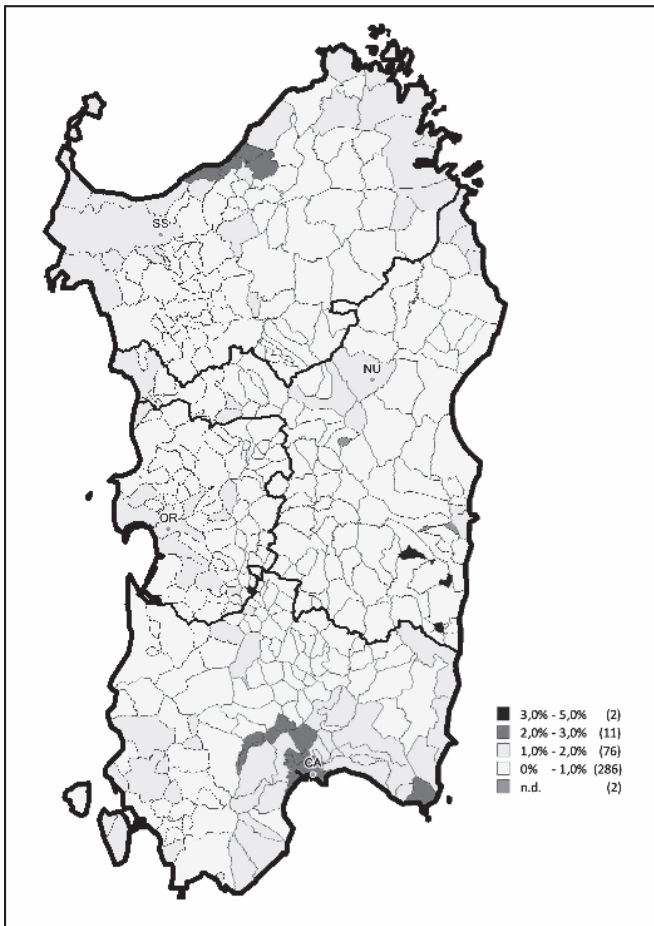 SS
NU
OR
CA
3,0% - 5,0% (2)
2,0% - 3,0% (11)
1,0% - 2,0% (76)
0% - 1,0% (286)
n.d. (2)